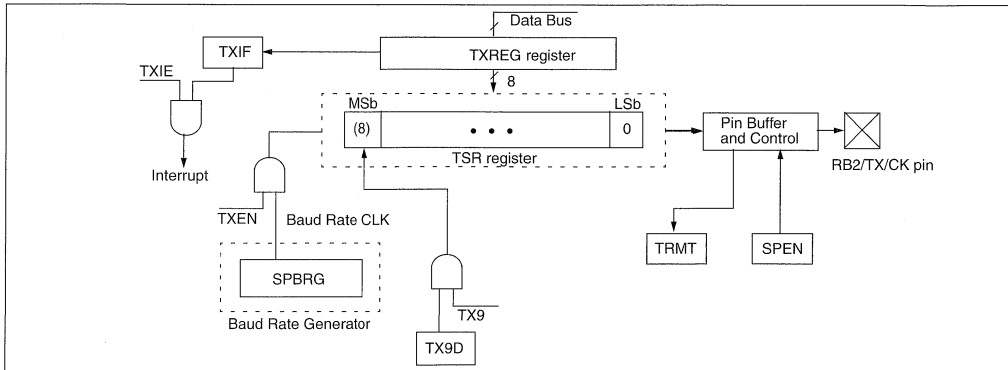 Data Bus
TXIF
TXREG register
TXIE
8
MSb
LSb
(8)
• • •
0
Pin Buffer
and Control
TSR register
Interrupt
RB2/TX/CK pin
TXEN
Baud Rate CLK
TRMT
SPEN
SPBRG
TX9
Baud Rate Generator
TX9D